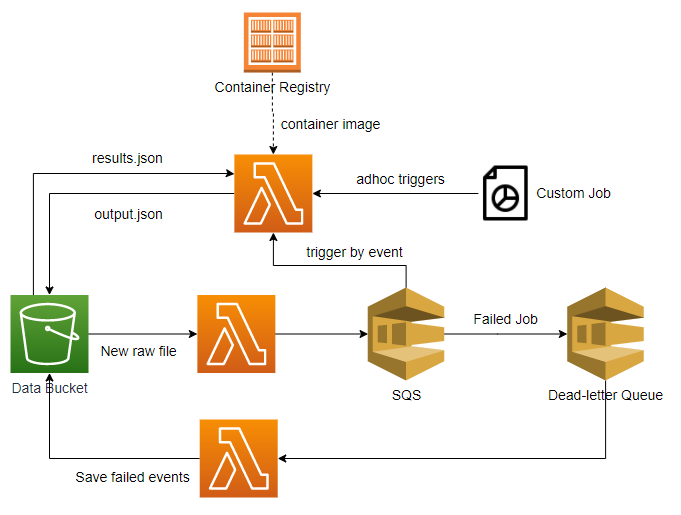 Container Registry
container image
results.json
adhoc triggers
Custom Job
output.json
trigger by event
Failed Job
New raw file
Data Bucket
SQS
Dead-letter Queue
Save failed events